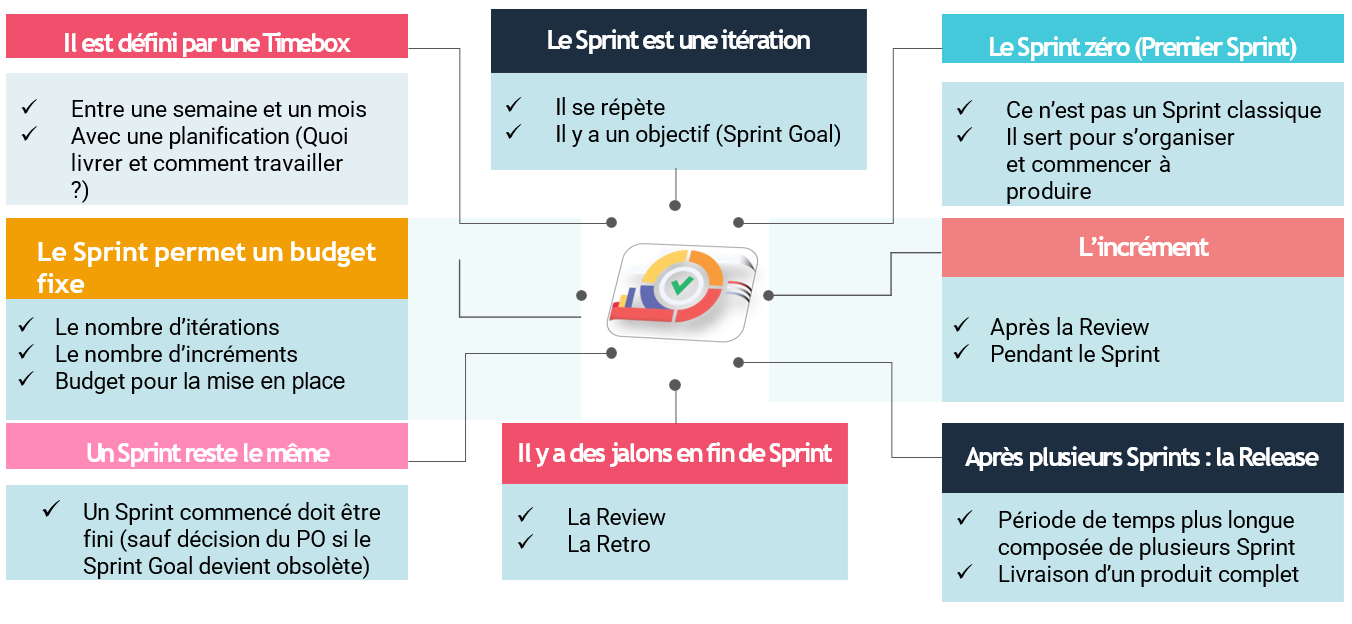 Il est défini par une Timebox
Entre une semaine et un mois
Avec une planification (Quoi
livrer et comment travailler
?)
Le Sprint est une itération
Il se répète
Il y a un objectif (Sprint Goal)
Le Sprint zéro (Premier Sprint)
Ce n’est pas un Sprint classique
Il sert pour s’organiser
et commencer à
produire
Le Sprint permet un budget
fixe
Le nombre d’itérations
Le nombre d’incréments
Budget pour la mise en place
L’incrément
Après la Review
Pendant le Sprint
Un Sprint reste le même
Un Sprint commencé doit être
fini (sauf décision du PO si le
Sprint Goal devient obsolète)
Il y a des jalons en fin de Sprint
La Review
La Retro
Après plusieurs Sprints : la Release
Période de temps plus longue
composée de plusieurs Sprint
Livraison d’un produit complet